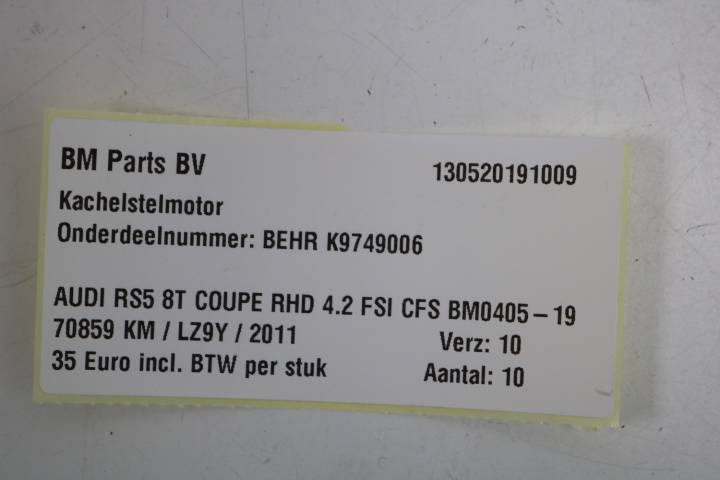 BM Parts BV 130520191009
Kachelstelmotor
Onderdeelnummer: BEHR K9749006
AUDI RS5 8T COUPE RHD 4.2 FSI CFS BM0405-19
70859 KM / LZ9Y / 2011 Verz: 10
35 Euro incl. BTW per stuk Aantal: 10